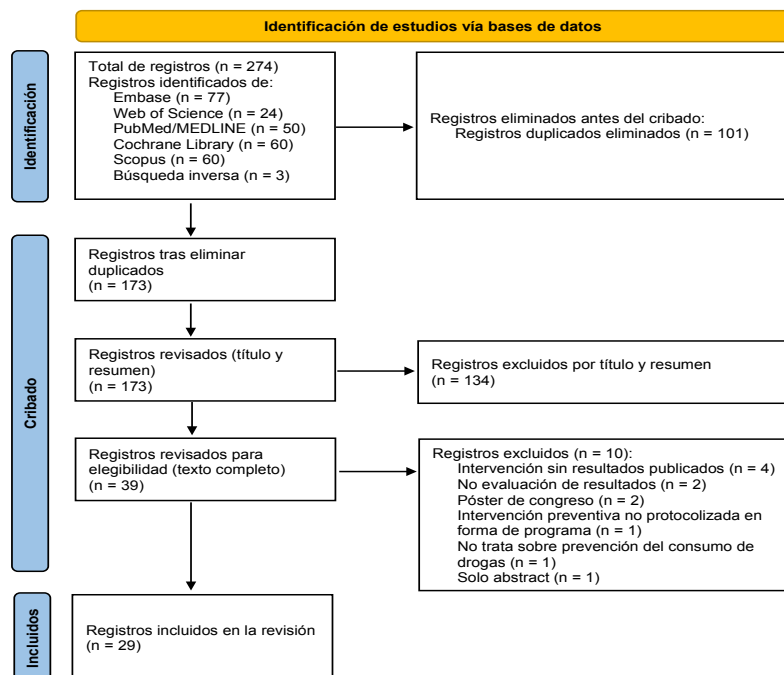 Identificación de estudios vía bases de datos
Identificación
Total de registros (n = 274)
Registros identificados de:
Embase (n = 77)
Web of Science (n = 24)
PubMed/MEDLINE (n = 50)
Cochrane Library (n = 60)
Scopus (n = 60)
Búsqueda inversa (n = 3)
Registros eliminados antes del cribado:
Registros duplicados eliminados (n = 101)
Cribado
Registros tras eliminar
duplicados
(n = 173)
Registros revisados (título y
resumen)
(n = 173)
Registros excluidos por título y resumen
(n = 134)
Registros revisados para
elegibilidad (texto completo)
(n = 39)
Registros excluidos (n = 10):
Intervención sin resultados publicados (n = 4)
No evaluación de resultados (n = 2)
Póster de congreso (n = 2)
Intervención preventiva no protocolizada en
forma de programa (n = 1)
No trata sobre prevención del consumo de
drogas (n = 1)
Solo abstract (n = 1)
Incluidos
Registros incluidos en la revisión
(n = 29)